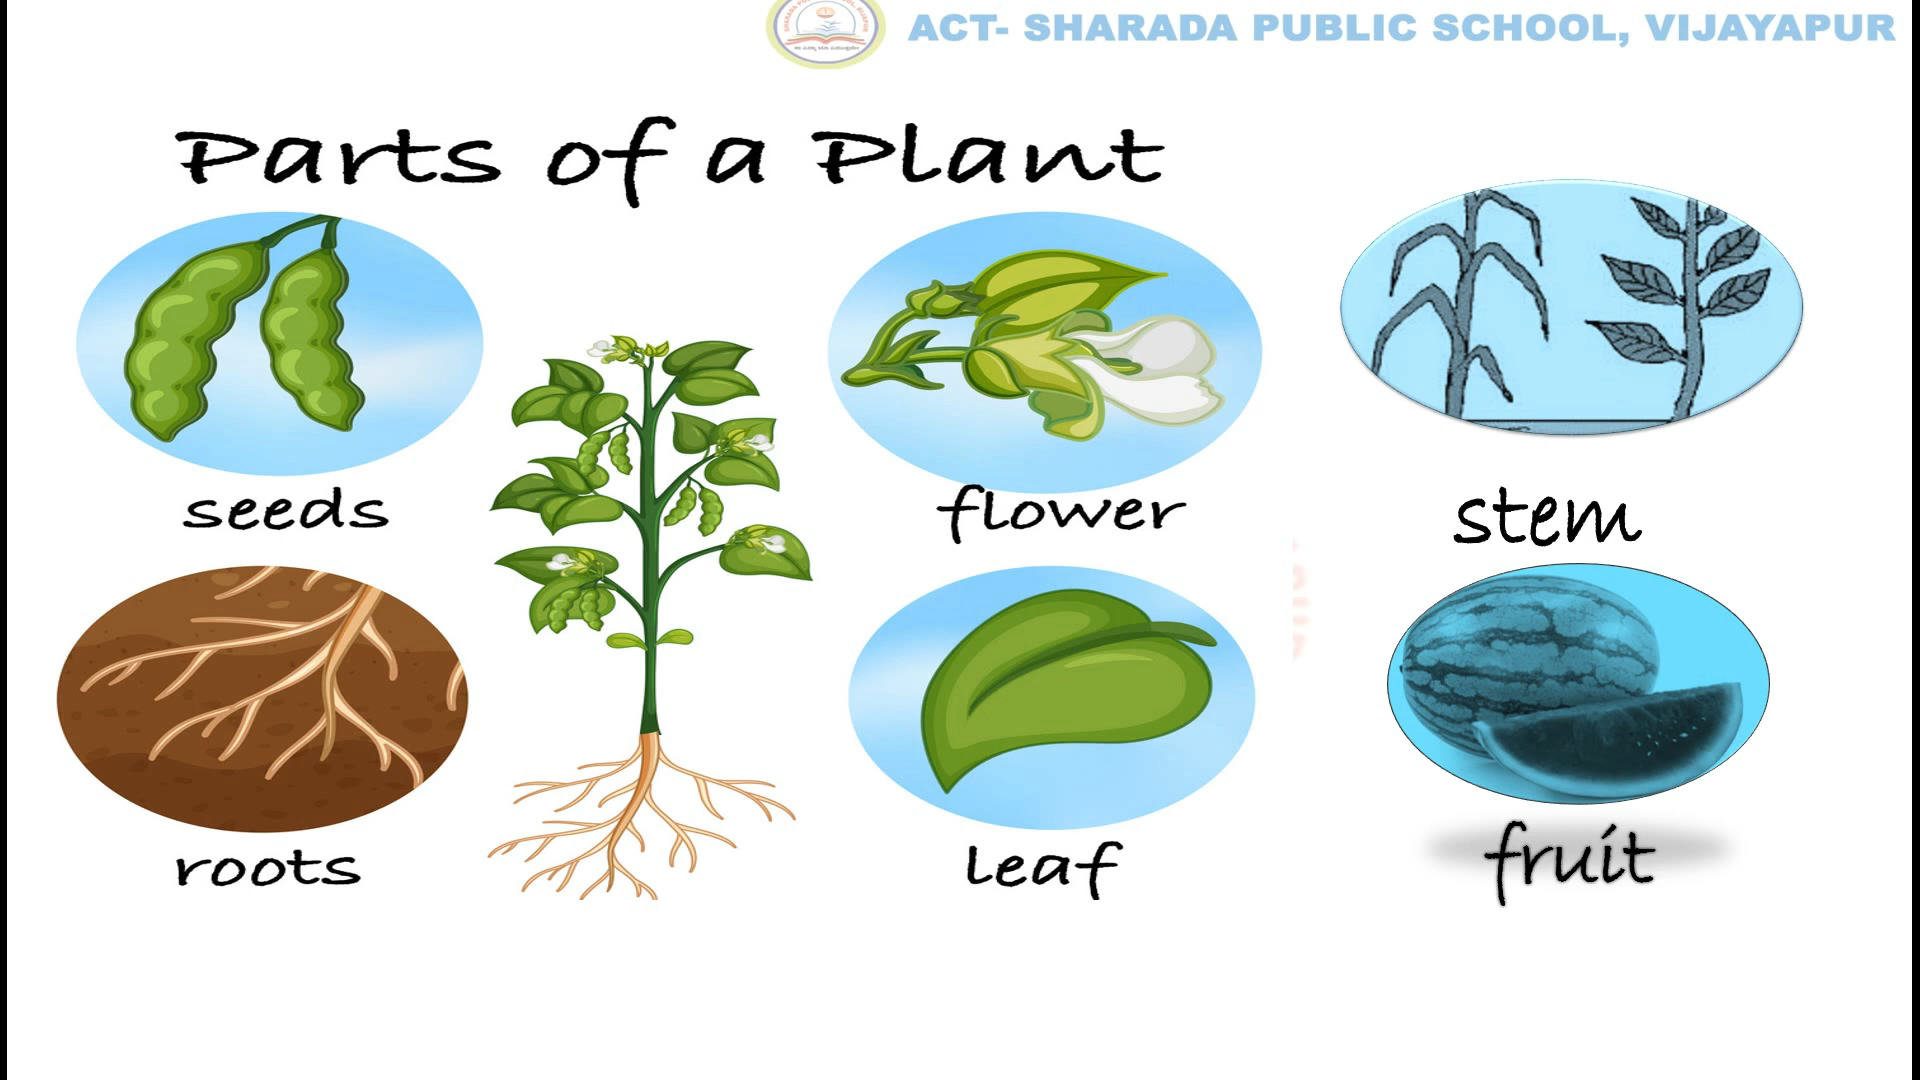 ACT- SHARADA PUBLIC SCHOOL, VIJAYAPUR
Parts of a Plant
seeds
flower
stem
roots
leaf
fruit